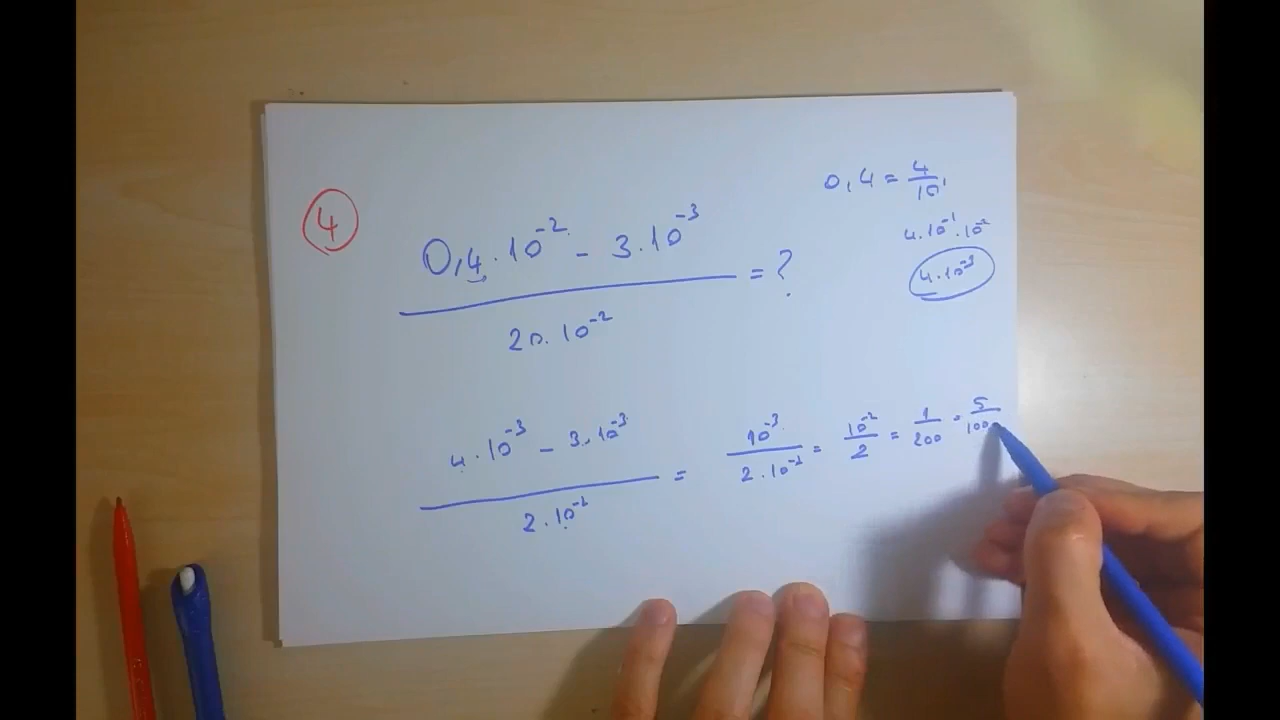 4
0,4.10⁻² - 3.10⁻³ / 20.10⁻² = ?
0,4 = 4/10¹
4.10⁻¹.10⁻²
4.10⁻³
4.10⁻³ - 3.10⁻³ / 2.10⁻¹ = 10⁻³ / 2.10⁻¹ = 10⁻² / 2 = 1/200 = 5/1000